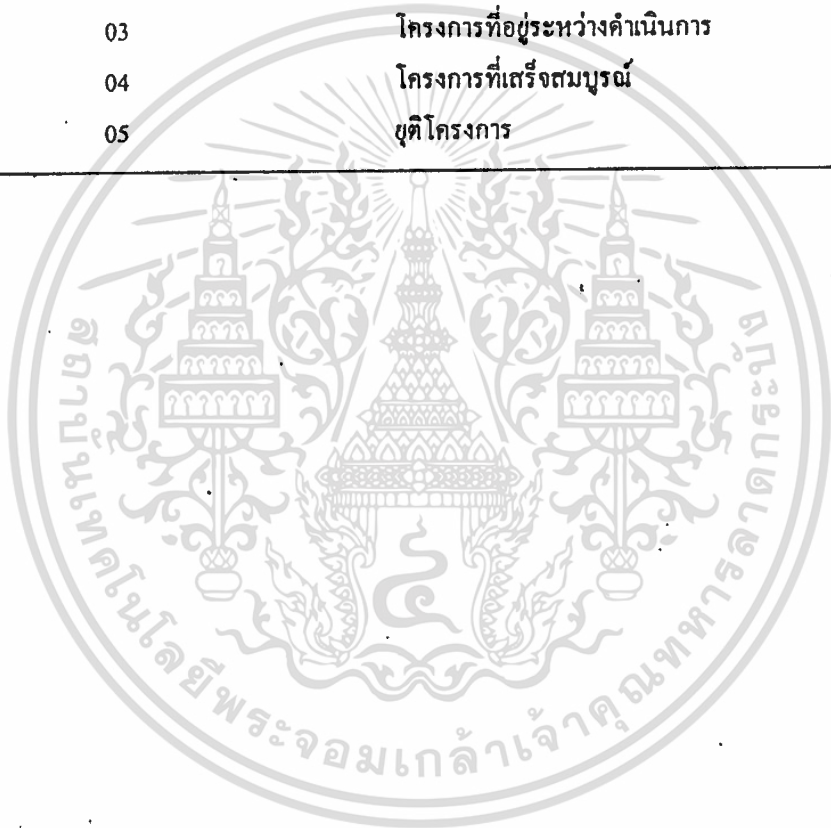 03 โครงการที่อยู่ระหว่างดำเนินการ
04 โครงการที่เสร็จสมบูรณ์
05 ยุติโครงการ
สถาบันเทคโนโลยีพระจอมเกล้าเจ้าคุณทหารลาดกระบัง